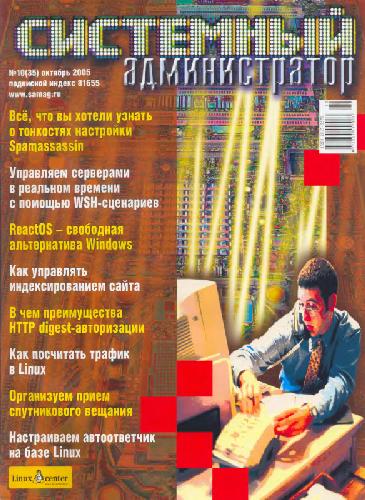 СИСТЕМНЫЙ
администратор
№10(35) октябрь 2005
подписной индекс 81655
www.samag.ru
Всё, что вы хотели узнать
о тонкостях настройки
Spamassassin
Управляем серверами
в реальном времени
с помощью WSH-сценариев
ReactOS – свободная
альтернатива Windows
Как управлять
индексированием сайта
В чем преимущества
HTTP digest-авторизации
Как посчитать трафик
в Linux
Организуем прием
спутникового вещания
Настраиваем автоответчик
на базе Linux
Linux center